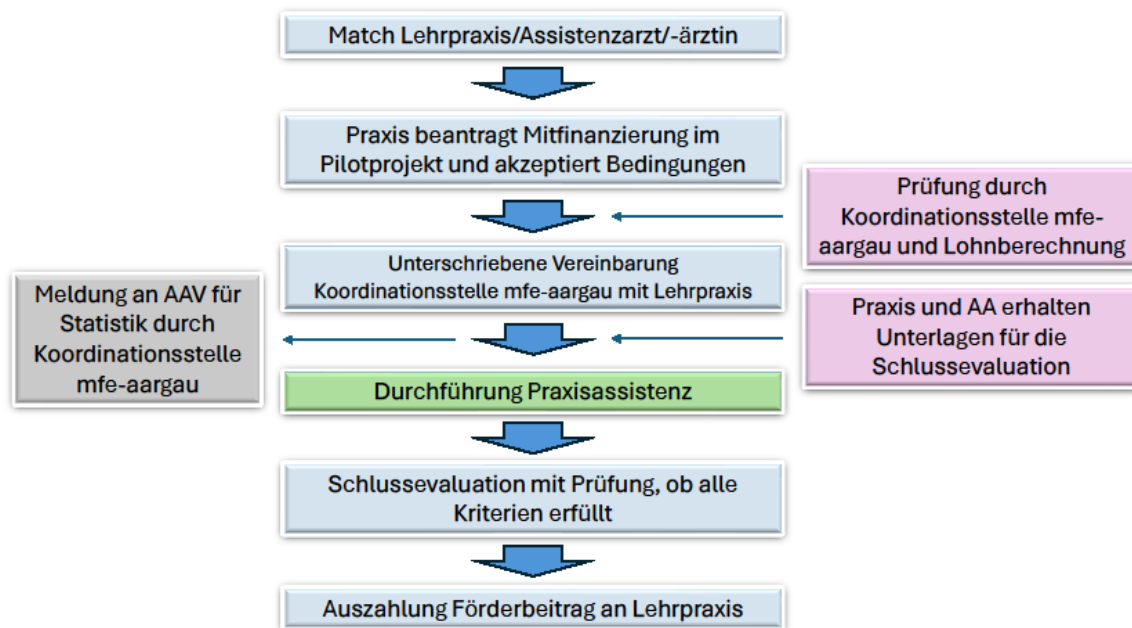 Match Lehrpraxis/Assistenzarzt/-ärztin
Praxis beantragt Mitfinanzierung im
Pilotprojekt und akzeptiert Bedingungen
Prüfung durch
Koordinationsstelle mfe-
aargau und Lohnberechnung
Unterschriebene Vereinbarung
Koordinationsstelle mfe-aargau mit Lehrpraxis
Meldung an AAV für
Statistik durch
Koordinationsstelle
mfe-aargau
Praxis und AA erhalten
Unterlagen für die
Schlussevaluation
Durchführung Praxisassistenz
Schlussevaluation mit Prüfung, ob alle
Kriterien erfüllt
Auszahlung Förderbeitrag an Lehrpraxis